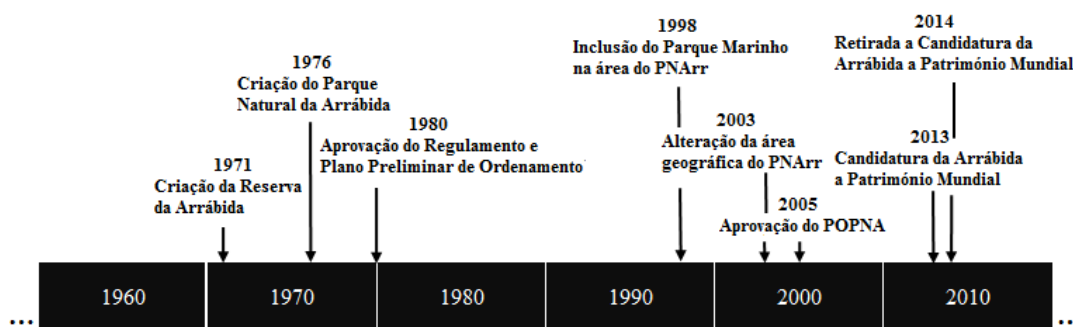 1971
Criação da Reserva
da Arrábida
1976
Criação do Parque
Natural da Arrábida
1980
Aprovação do Regulamento e
Plano Preliminar de Ordenamento
1998
Inclusão do Parque Marinho
na área do PNArr
2003
Alteração da área
geográfica do PNArr
2005
Aprovação do POPNA
2014
Retirada a Candidatura da
Arrábida a Património Mundial
2013
Candidatura da Arrábida
a Património Mundial
... 1960 1970 1980 1990 2000 2010 ..